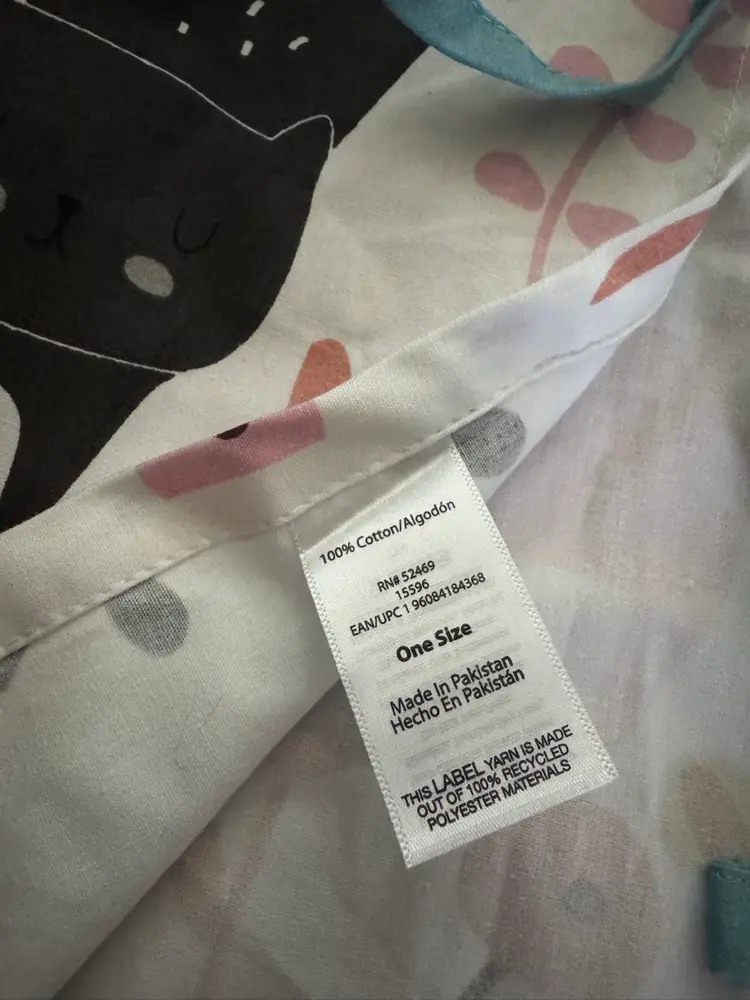 100% Cotton/Algodón
RN# 52469
15596
EAN/UPC 1 96084184368
One Size
Made In Pakistan
Hecho En Pakistán
THIS LABEL YARN IS MADE
OUT OF 100% RECYCLED
POLYESTER MATERIALS